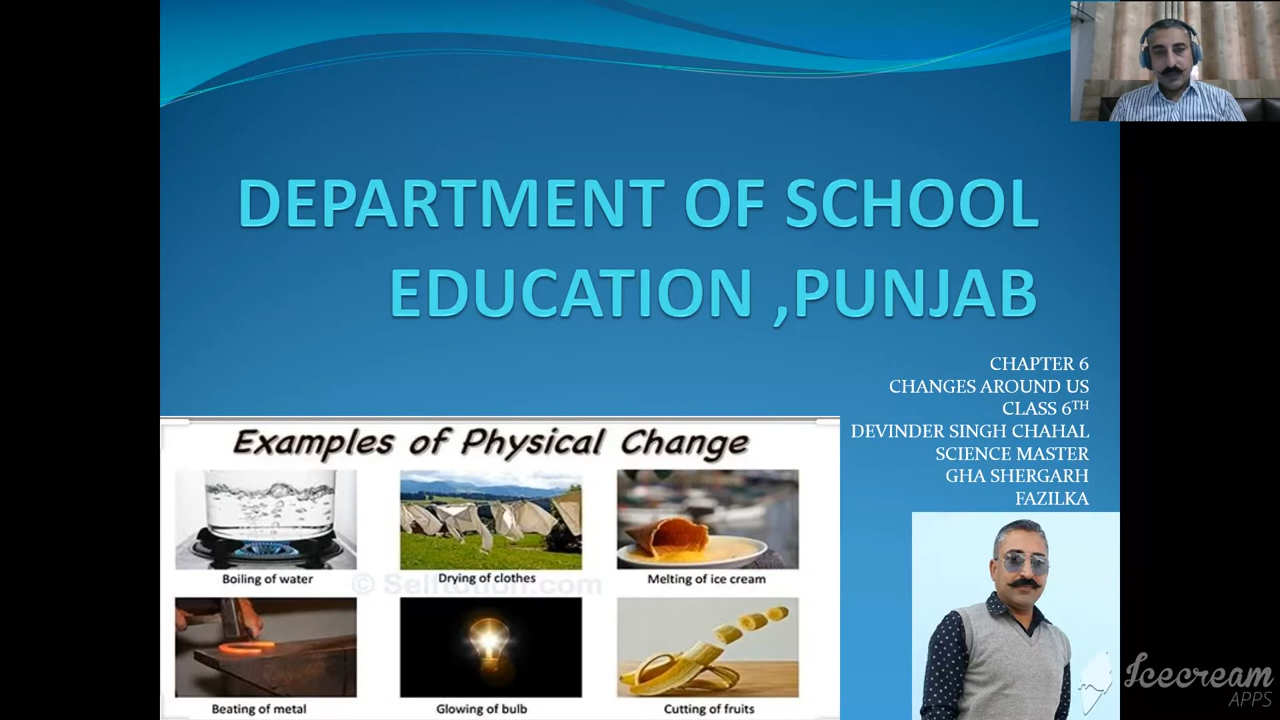 DEPARTMENT OF SCHOOL
EDUCATION ,PUNJAB
CHAPTER 6
CHANGES AROUND US
CLASS 6TH
DEVINDER SINGH CHAHAL
SCIENCE MASTER
GHA SHERGARH
FAZILKA
Examples of Physical Change
Boiling of water
Drying of clothes
Melting of ice cream
Beating of metal
Glowing of bulb
Cutting of fruits
Icecream
APPS